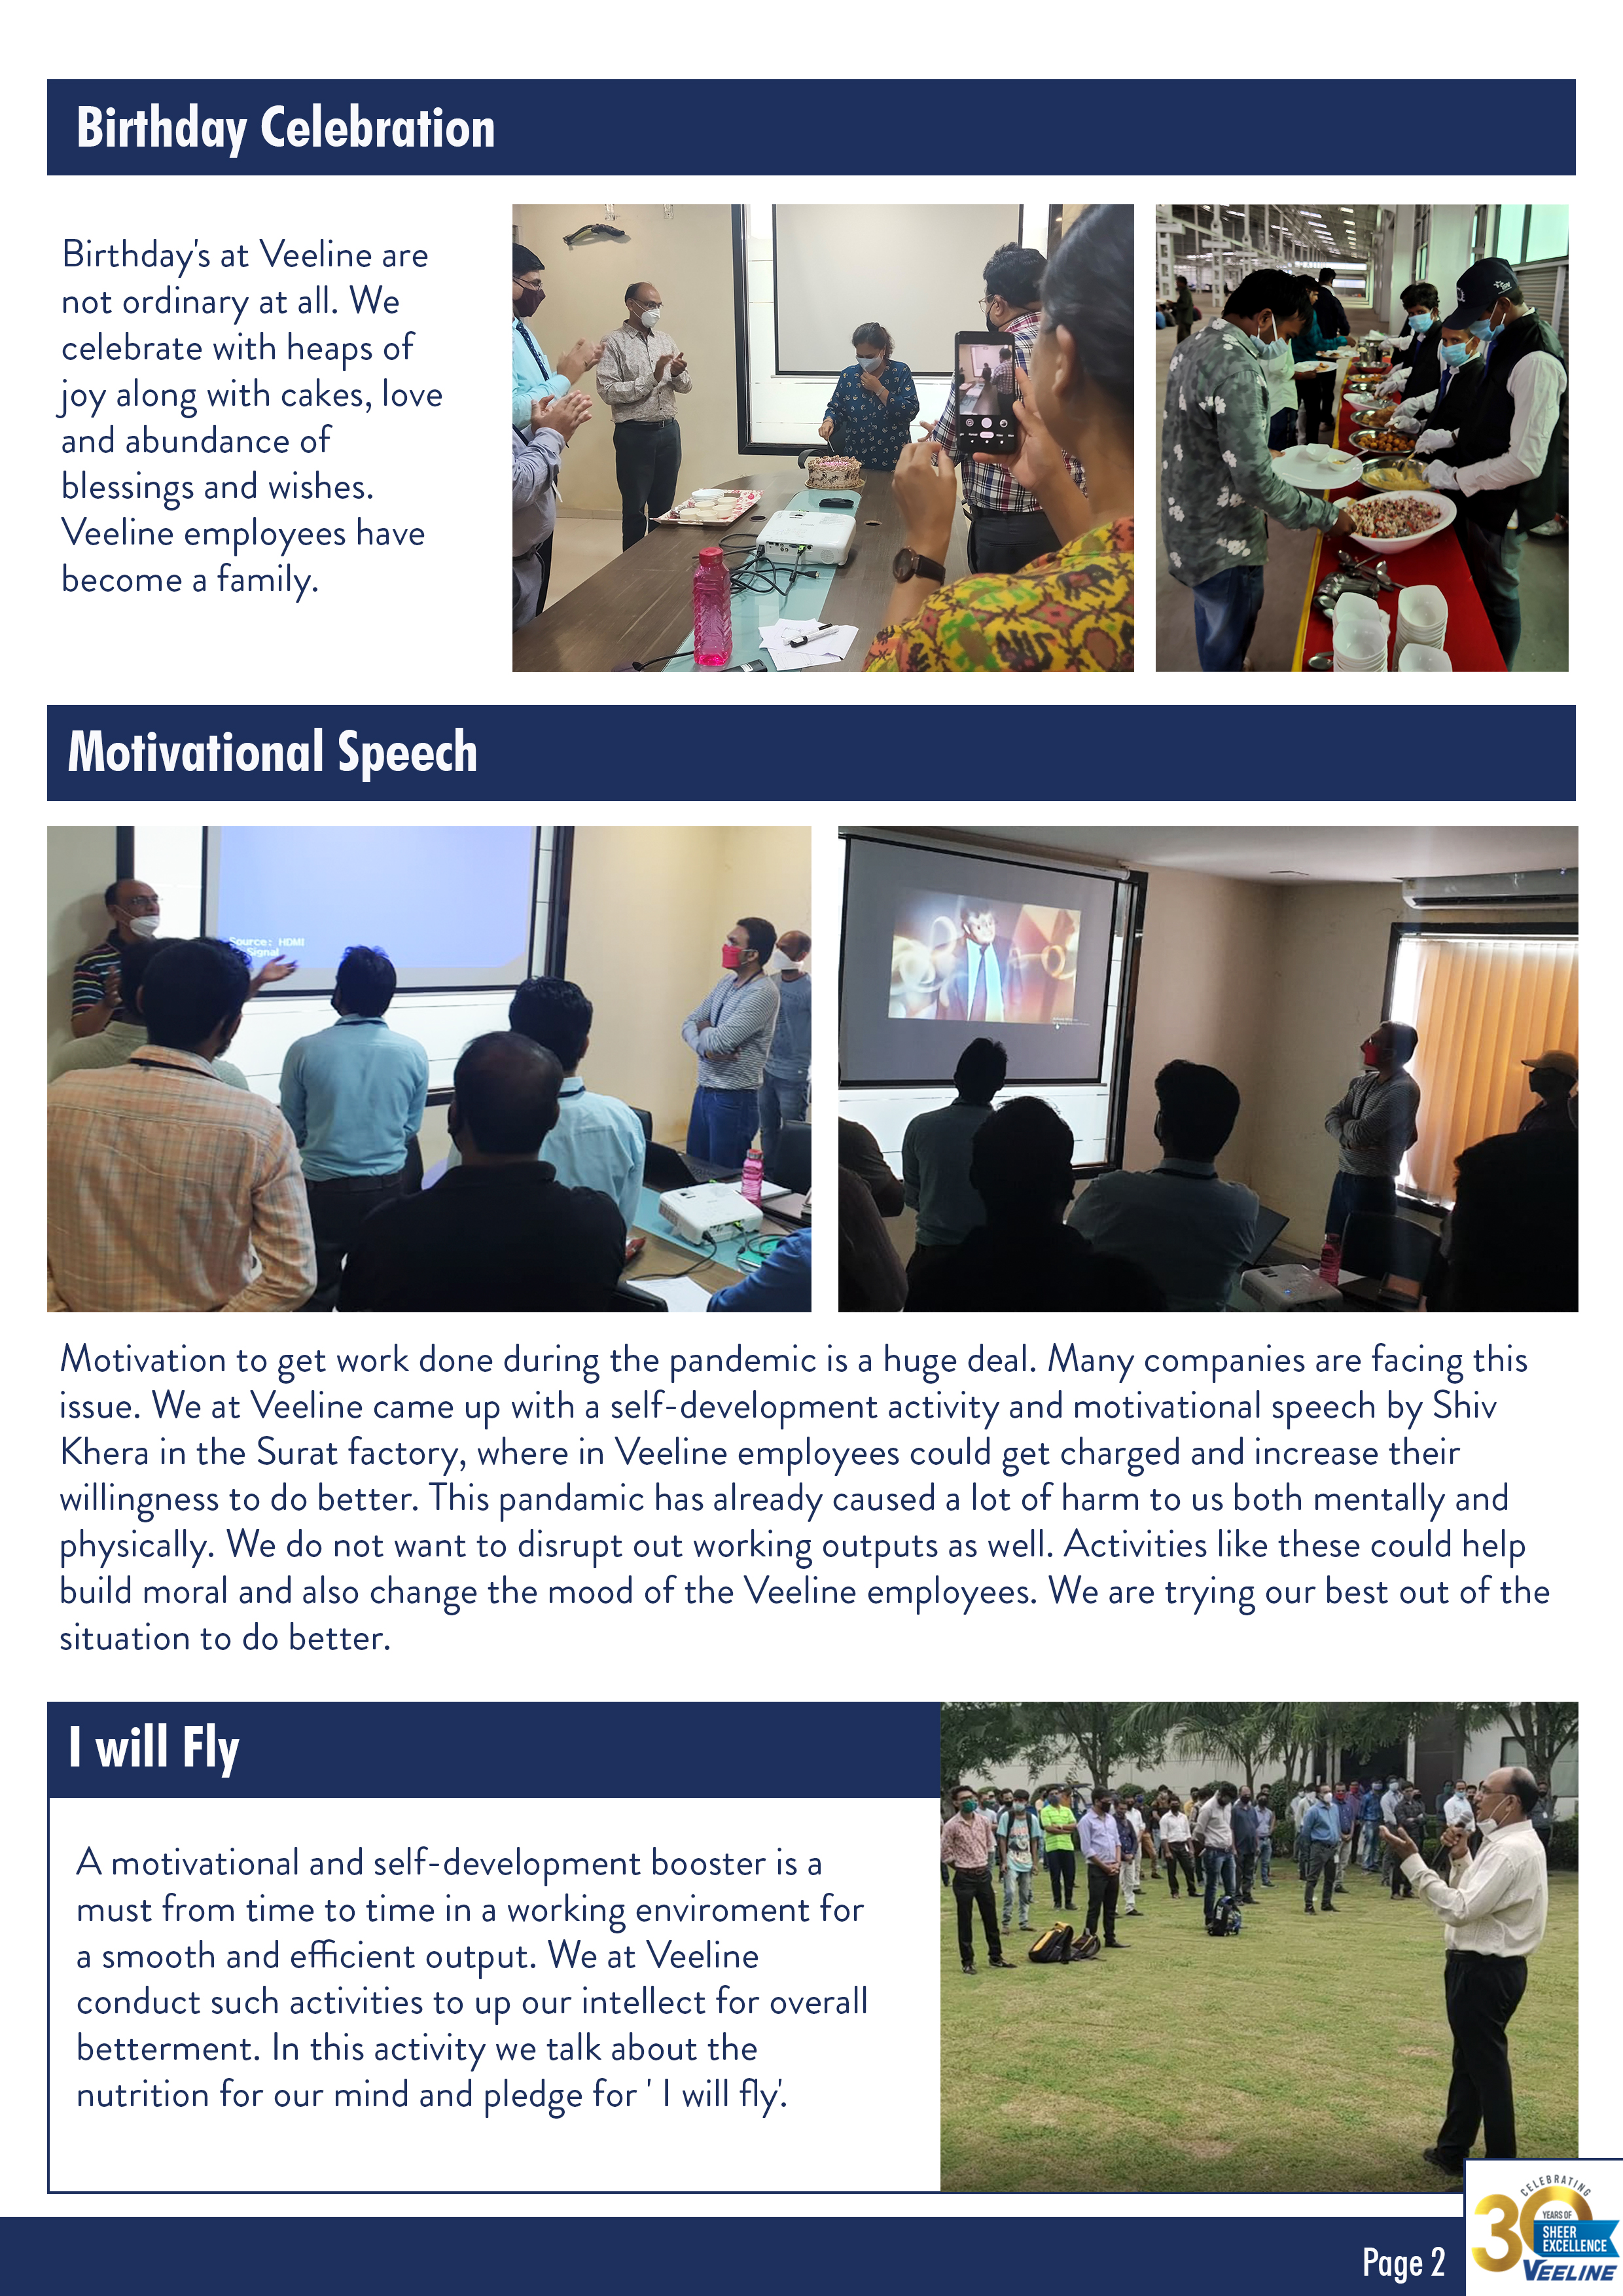 Birthday Celebration
Birthday's at Veeline are
not ordinary at all. We
celebrate with heaps of
joy along with cakes, love
and abundance of
blessings and wishes.
Veeline employees have
become a family.
Motivational Speech
Source: HDMI
Signal
Motivation to get work done during the pandemic is a huge deal. Many companies are facing this
issue. We at Veeline came up with a self-development activity and motivational speech by Shiv
Khera in the Surat factory, where in Veeline employees could get charged and increase their
willingness to do better. This pandamic has already caused a lot of harm to us both mentally and
physically. We do not want to disrupt out working outputs as well. Activities like these could help
build moral and also change the mood of the Veeline employees. We are trying our best out of the
situation to do better.
I will Fly
A motivational and self-development booster is a
must from time to time in a working enviroment for
a smooth and efficient output. We at Veeline
conduct such activities to up our intellect for overall
betterment. In this activity we talk about the
nutrition for our mind and pledge for ' I will fly'.
Page 2
CELEBRATING
30
YEARS OF
SHEER
EXCELLENCE
VEELINE